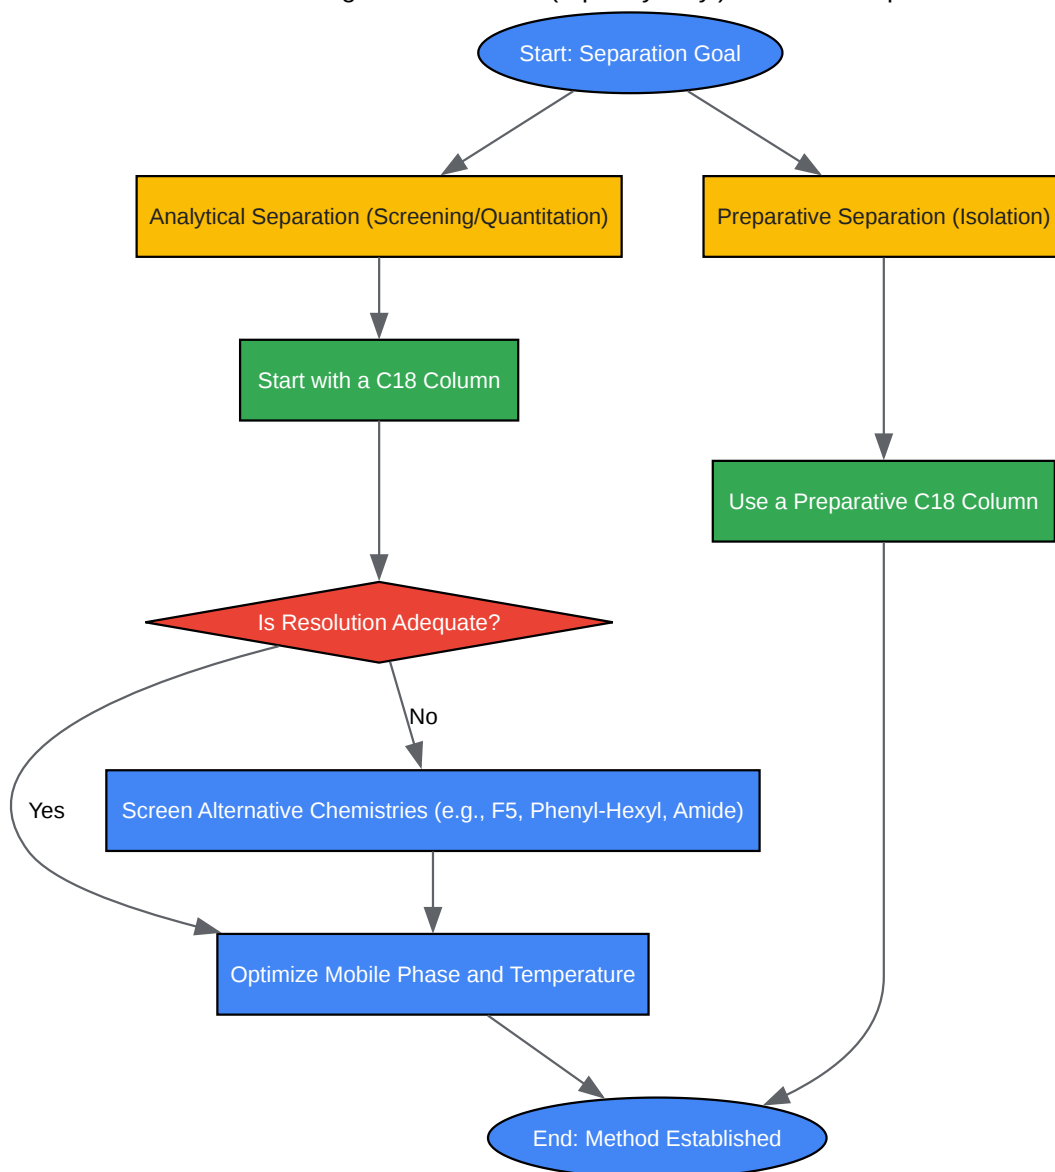 Start: Separation Goal
Analytical Separation (Screening/Quantitation)
Preparative Separation (Isolation)
Start with a C18 Column
Use a Preparative C18 Column
Is Resolution Adequate?
No
Yes
Screen Alternative Chemistries (e.g., F5, Phenyl-Hexyl, Amide)
Optimize Mobile Phase and Temperature
End: Method Established